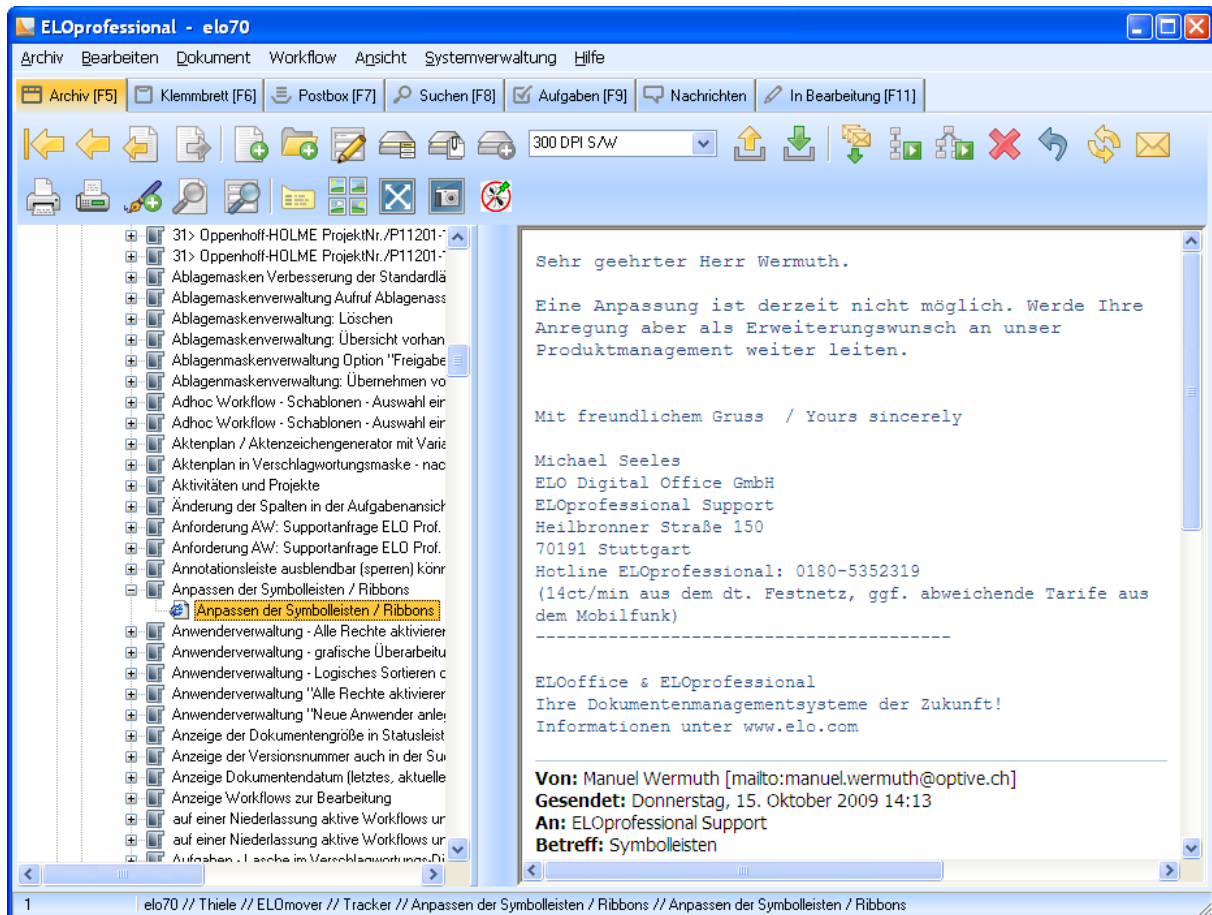 ELOprofessional - elo70
Archiv Bearbeiten Dokument Workflow Ansicht Systemverwaltung Hilfe
Archiv [F5] Klemmbrett [F6] Postbox [F7] Suchen [F8] Aufgaben [F9] Nachrichten In Bearbeitung [F11]
300 DPI S/W
31> Oppenhoff-HOLME ProjektNr./P11201-
31> Oppenhoff-HOLME ProjektNr./P11201-
Ablagemasken Verbesserung der Standardlä
Ablagemaskenverwaltung Aufruf Ablagenass
Ablagemaskenverwaltung: Löschen
Ablagemaskenverwaltung: Übersicht vorhan
Ablagenmaskenverwaltung Option "Freigabe
Ablagenmaskenverwaltung: Übernehmen vo
Adhoc Workflow - Schablonen - Auswahl ein
Adhoc Workflow - Schablonen - Auswahl ein
Aktenplan / Aktenzeichengenerator mit Varia
Aktenplan in Verschlagwortungsmaske - nac
Aktivitäten und Projekte
Änderung der Spalten in der Aufgabenansich
Anforderung AW: Supportanfrage ELO Prof.
Anforderung AW: Supportanfrage ELO Prof.
Annotationsleiste ausblendbar (sperren) könn
Anpassen der Symbolleisten / Ribbons
Anpassen der Symbolleisten / Ribbons
Anwenderverwaltung - Alle Rechte aktivieren
Anwenderverwaltung - grafische Überarbeitu
Anwenderverwaltung - Logisches Sortieren d
Anwenderverwaltung "Alle Rechte aktivieren
Anwenderverwaltung "Neue Anwender anleg
Anzeige der Dokumentengröße in Statusleist
Anzeige der Versionsnummer auch in der Su
Anzeige Dokumentendatum (letztes, aktuelle
Anzeige Workflows zur Bearbeitung
auf einer Niederlassung aktive Workflows un
auf einer Niederlassung aktive Workflows un
Aufgaben - Lasche im Verschlagwortungs-Di
Sehr geehrter Herr Wermuth.
Eine Anpassung ist derzeit nicht möglich. Werde Ihre
Anregung aber als Erweiterungswunsch an unser
Produktmanagement weiter leiten.
Mit freundlichem Gruss / Yours sincerely
Michael Seeles
ELO Digital Office GmbH
ELOprofessional Support
Heilbronner Straße 150
70191 Stuttgart
Hotline ELOprofessional: 0180-5352319
(14ct/min aus dem dt. Festnetz, ggf. abweichende Tarife aus
dem Mobilfunk)
----------------------------------------
ELOoffice & ELOprofessional
Ihre Dokumentenmanagementsysteme der Zukunft!
Informationen unter www.elo.com
Von: Manuel Wermuth [mailto:manuel.wermuth@optive.ch]
Gesendet: Donnerstag, 15. Oktober 2009 14:13
An: ELOprofessional Support
Betreff: Symbolleisten
1 elo70 // Thiele // ELOmover // Tracker // Anpassen der Symbolleisten / Ribbons // Anpassen der Symbolleisten / Ribbons